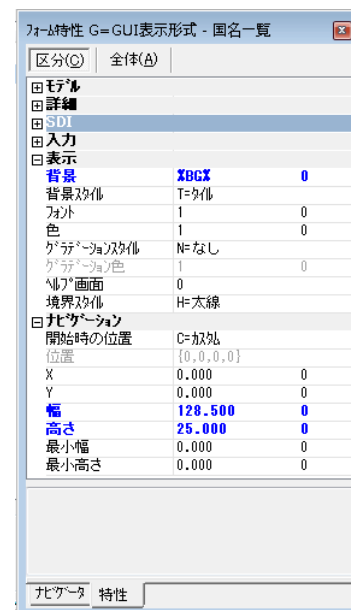 ﾌｫｰﾑ特性 G=GUI表示形式 - 国名一覧
区分(C) 全体(A)
ﾓﾃﾞﾙ
詳細
SDI
入力
表示
背景 %BG% 0
背景ｽﾀｲﾙ T=ﾀｲﾙ
ﾌｫﾝﾄ 1 0
色 1 0
ｸﾞﾗﾃﾞｰｼｮﾝｽﾀｲﾙ N=なし
ｸﾞﾗﾃﾞｰｼｮﾝ色 1 0
ﾍﾙﾌﾟ画面 0
境界ｽﾀｲﾙ H=太線
ﾅﾋﾞｹﾞｰｼｮﾝ
開始時の位置 C=ｶｽﾀﾑ
位置 {0,0,0,0}
X 0.000 0
Y 0.000 0
幅 128.500 0
高さ 25.000 0
最小幅 0.000 0
最小高さ 0.000 0
ﾅﾋﾞｹﾞｰﾀ 特性